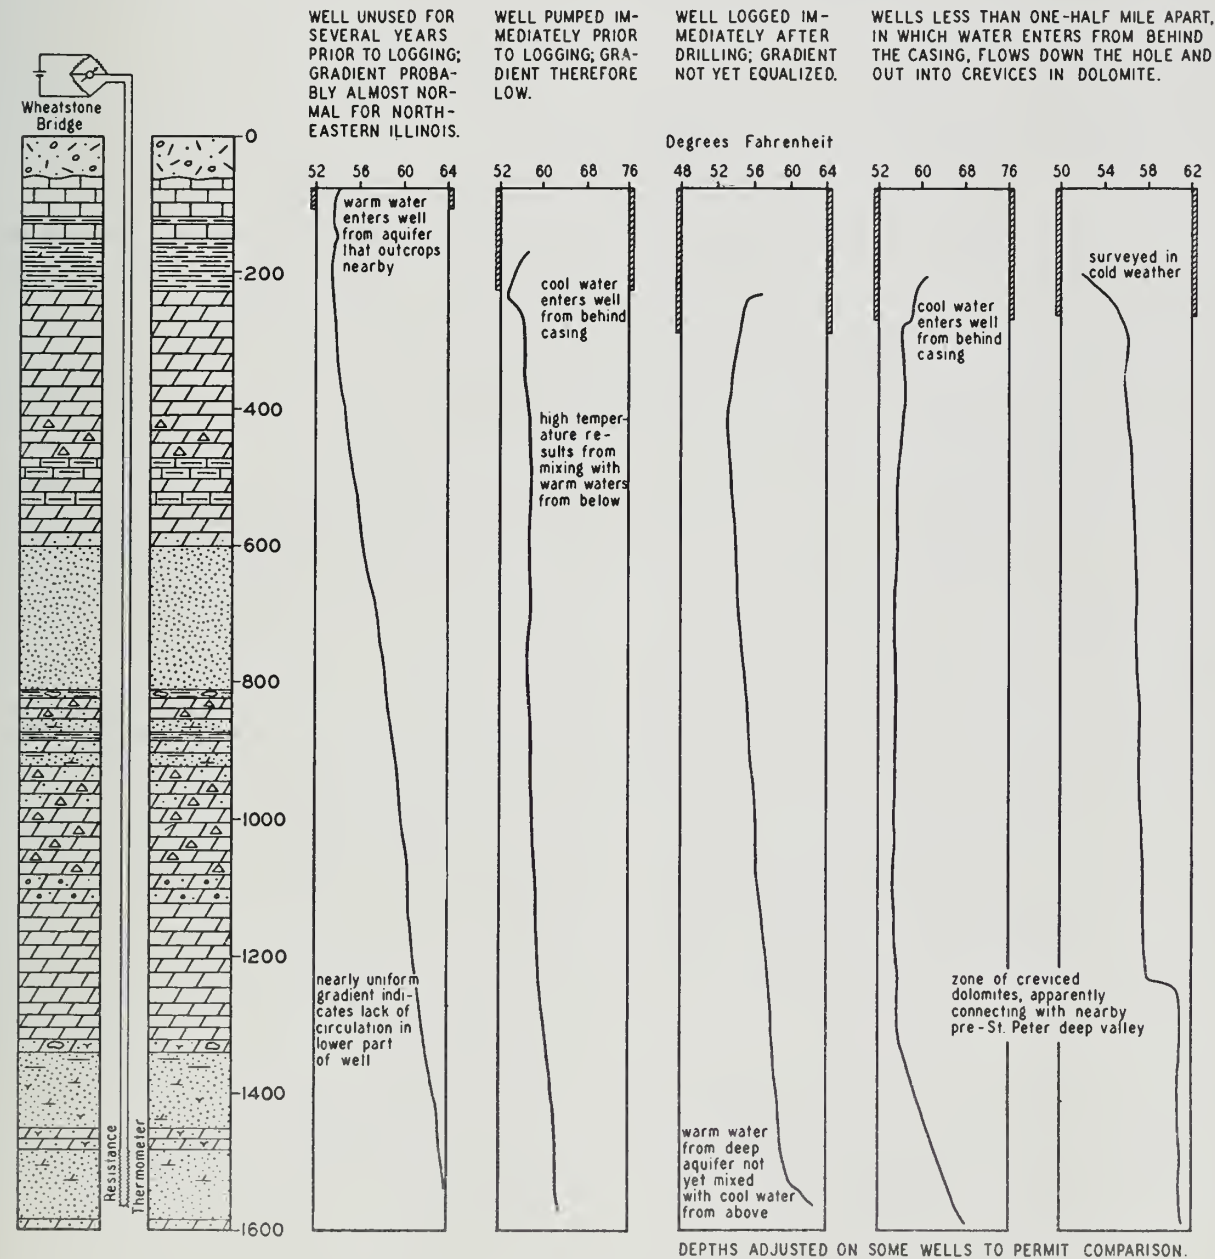 WELL UNUSED FOR
SEVERAL YEARS
PRIOR TO LOGGING;
GRADIENT PROBA-
BLY ALMOST NOR-
MAL FOR NORTH-
EASTERN ILLINOIS.
WELL PUMPED IM-
MEDIATELY PRIOR
TO LOGGING; GRA-
DIENT THEREFORE
LOW.
WELL LOGGED IM-
MEDIATELY AFTER
DRILLING; GRADIENT
NOT YET EQUALIZED.
WELLS LESS THAN ONE-HALF MILE APART,
IN WHICH WATER ENTERS FROM BEHIND
THE CASING, FLOWS DOWN THE HOLE AND
OUT INTO CREVICES IN DOLOMITE.
Wheatstone
Bridge
Degrees Fahrenheit
0
200
400
600
800
1000
1200
1400
1600
52 56 60 64
52 60 68 76
48 52 56 60 64
52 60 68 76
50 54 58 62
warm water
enters well
from aquifer
that outcrops
nearby
nearly uniform
gradient indi-
cates lack of
circulation in
lower part
of well
cool water
enters well
from behind
casing
high temper-
ature re-
sults from
mixing with
warm waters
from below
warm water
from deep
aquifer not
yet mixed
with cool water
from above
cool water
enters well
from behind
casing
surveyed in
cold weather
zone of creviced
dolomites, apparently
connecting with nearby
pre-St. Peter deep valley
Resistance
Thermometer
DEPTHS ADJUSTED ON SOME WELLS TO PERMIT COMPARISON.